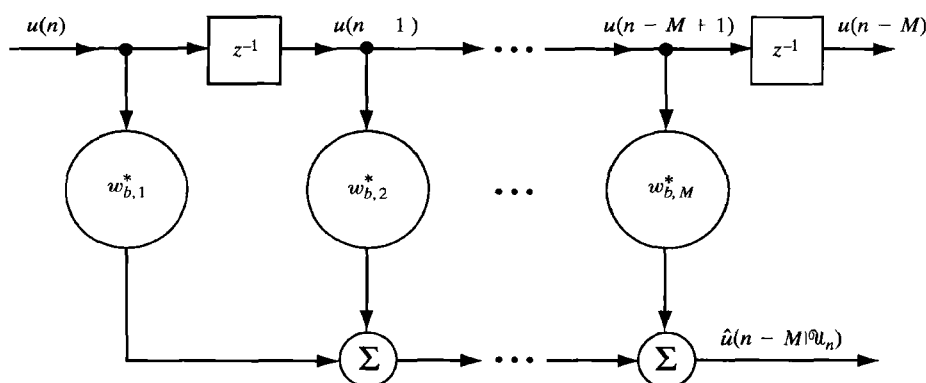 u(n)
u(n 1)
u(n − M + 1)
u(n − M)
z⁻¹
• • •
z⁻¹
w*b,1
w*b,2
• • •
w*b,M
û(n − M|𝒰n)
Σ
• • •
Σ